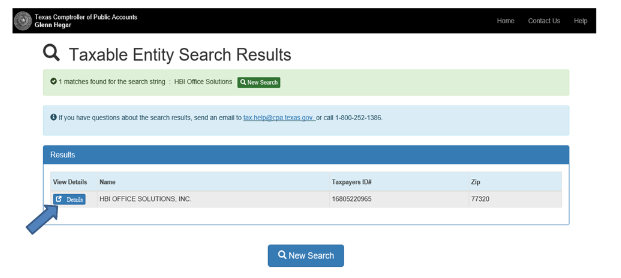 Texas Comptroller of Public Accounts
Glenn Hegar
Home Contact Us Help
Taxable Entity Search Results
1 matches found for the search string : HBI Office Solutions New Search
If you have questions about the search results, send an email to tax.help@cpa.texas.gov. or call 1-800-252-1386.
Results
View Details Name Taxpayers ID# Zip
Details HBI OFFICE SOLUTIONS, INC. 16805220965 77320
New Search